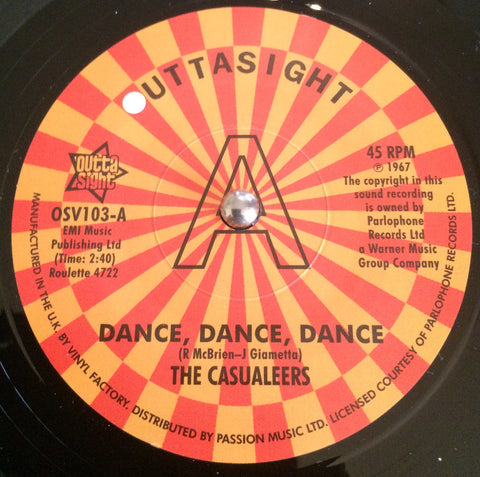 OUTTASIGHT
A
outta
sight
OSV103-A
EMI Music
Publishing Ltd
(Time: 2:40)
Roulette 4722
45 RPM
℗ 1967
The copyright in this
sound recording
is owned by
Parlophone
Records Ltd
a Warner Music
Group Company
DANCE, DANCE, DANCE
(R McBrien–J Giametta)
THE CASUALEERS
MANUFACTURED IN THE U.K. BY VINYL FACTORY. DISTRIBUTED BY PASSION MUSIC LTD. LICENSED COURTESY OF PARLOPHONE RECORDS LTD.